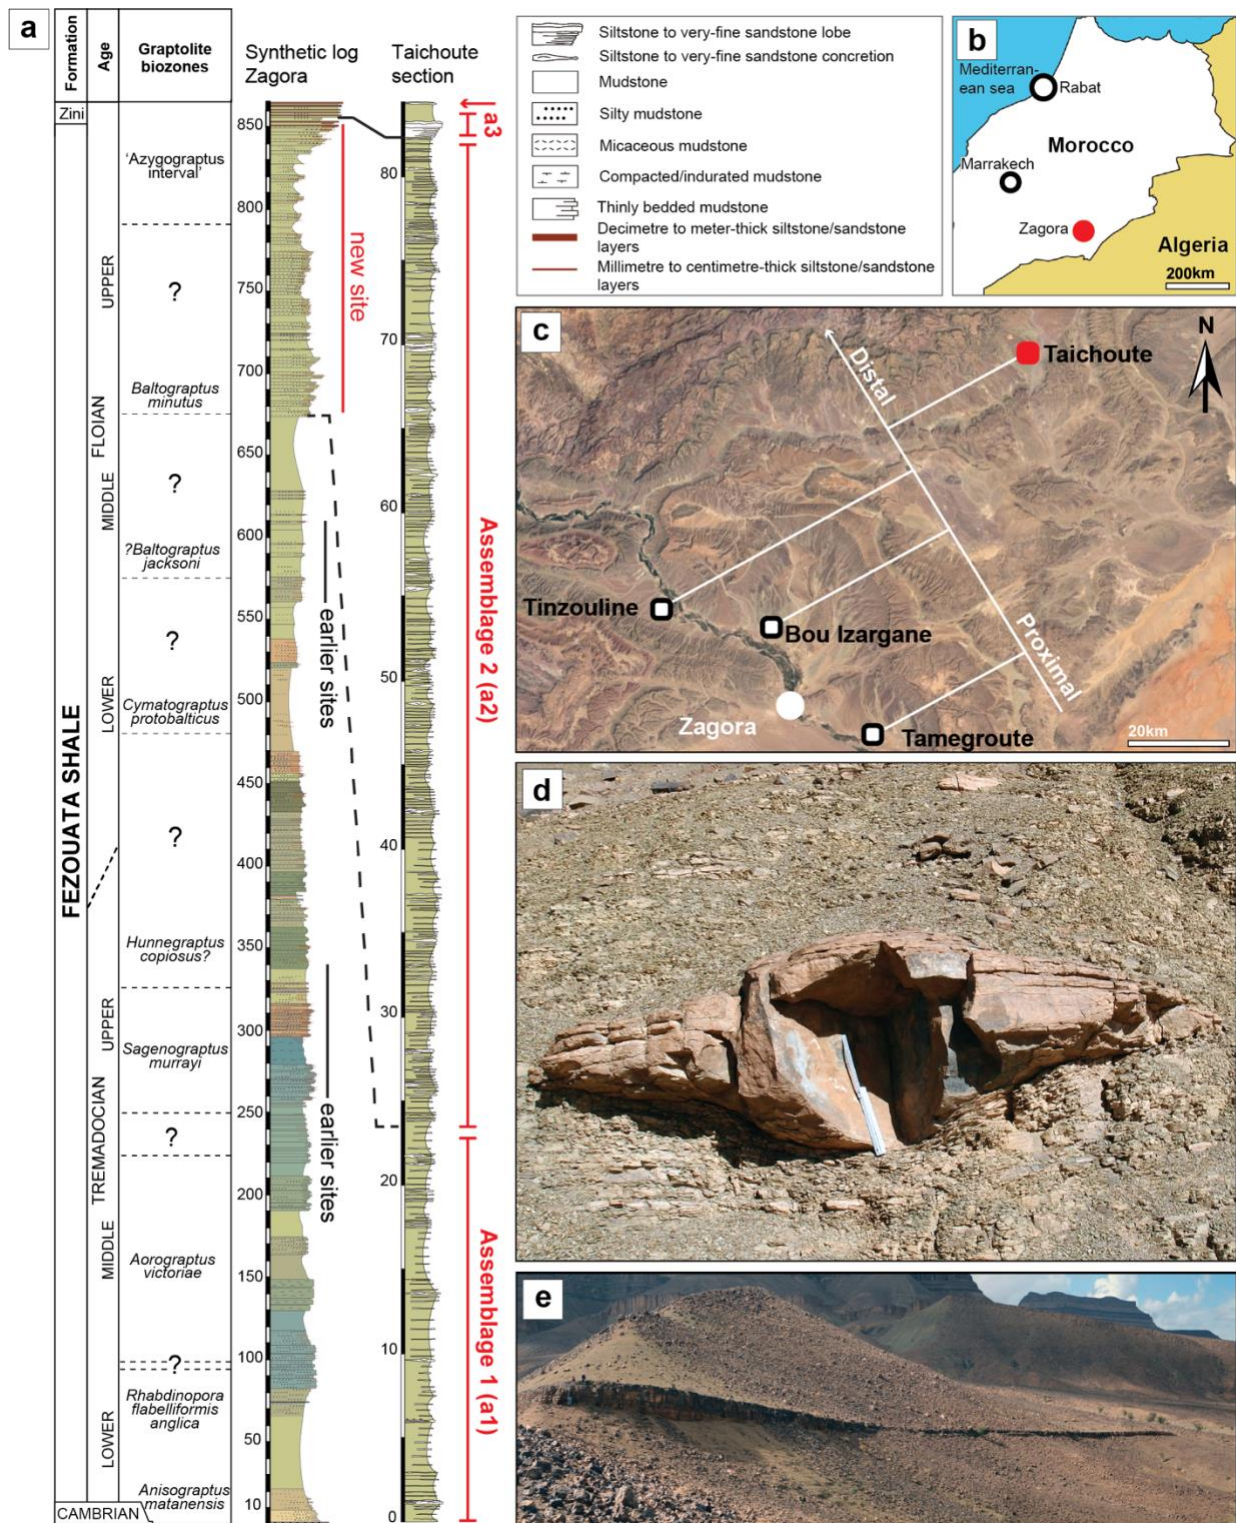 a
Formation
Age
Graptolite
biozones
Synthetic log
Zagora
Taichoute
section
Zini
FEZOUATA SHALE
CAMBRIAN
UPPER
FLOIAN
MIDDLE
LOWER
UPPER
TREMADOCIAN
MIDDLE
LOWER
'Azygograptus
interval'
?
Baltograptus
minutus
?
?Baltograptus
jacksoni
?
Cymatograptus
protobalticus
?
Hunnegraptus
copiosus?
Sagenograptus
murrayi
?
Aorograptus
victoriae
?
Rhabdinopora
flabelliformis
anglica
Anisograptus
matanensis
850
800
750
700
650
600
550
500
450
400
350
300
250
200
150
100
50
10
new site
earlier sites
earlier sites
80
70
60
50
40
30
20
10
0
a3
Assemblage 2 (a2)
Assemblage 1 (a1)
Siltstone to very-fine sandstone lobe
Siltstone to very-fine sandstone concretion
Mudstone
Silty mudstone
Micaceous mudstone
Compacted/indurated mudstone
Thinly bedded mudstone
Decimetre to meter-thick siltstone/sandstone
layers
Millimetre to centimetre-thick siltstone/sandstone
layers
b
Mediterran-
ean sea
Rabat
Morocco
Marrakech
Zagora
Algeria
200km
c
N
Distal
Taichoute
Tinzouline
Bou Izargane
Proximal
Zagora
Tamegroute
20km
d
e